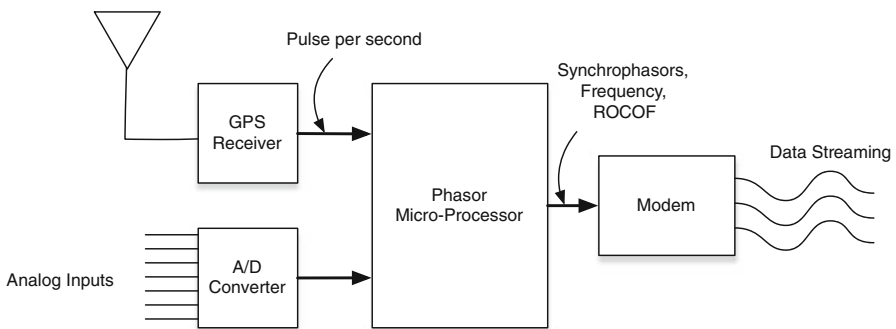 Pulse per second
Synchrophasors,
Frequency,
ROCOF
GPS
Receiver
Data Streaming
Phasor
Micro-Processor
Modem
Analog Inputs
A/D
Converter